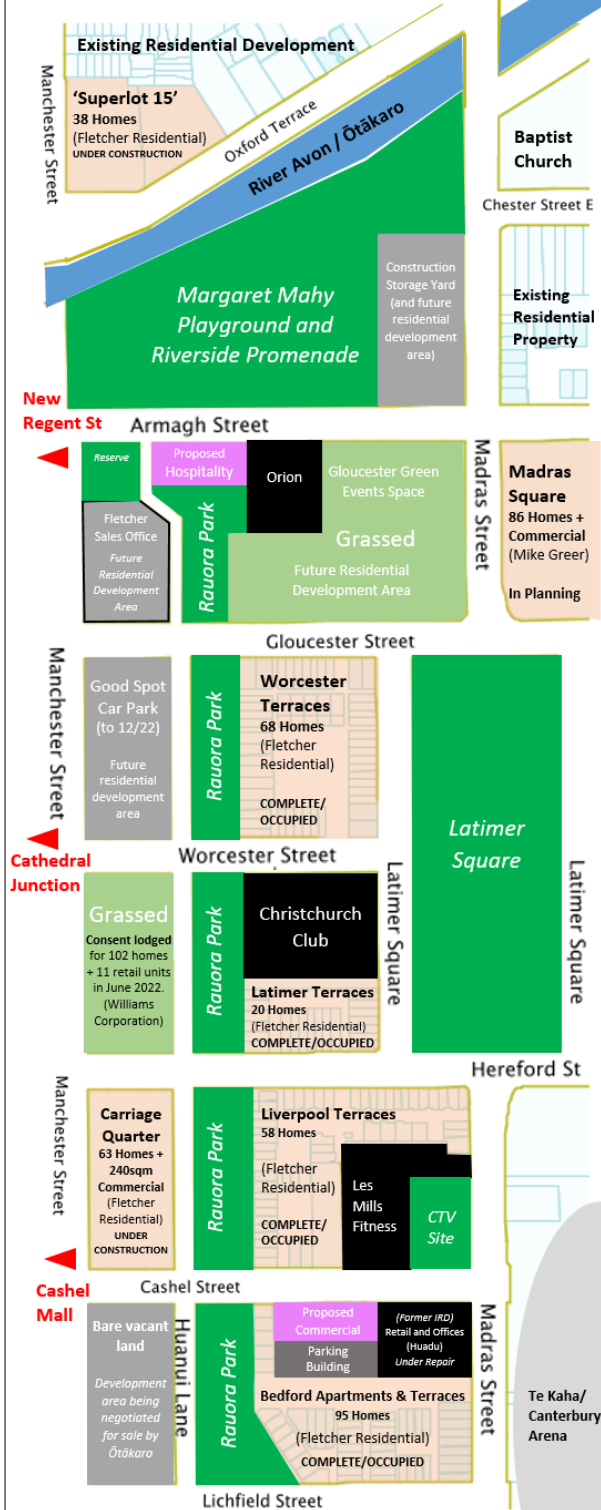 Existing Residential Development
Manchester Street
'Superlot 15'
38 Homes
(Fletcher Residential)
UNDER CONSTRUCTION
Oxford Terrace
River Avon / Ōtākaro
Baptist
Church
Chester Street E
Margaret Mahy
Playground and
Riverside Promenade
Construction
Storage Yard
(and future
residential
development
area)
Existing
Residential
Property
New
Regent St
Armagh Street
Reserve
Proposed
Hospitality
Orion
Gloucester Green
Events Space
Grassed
Future Residential
Development Area
Rauora Park
Fletcher
Sales Office
Future
Residential
Development
Area
Madras Street
Madras
Square
86 Homes +
Commercial
(Mike Greer)
In Planning
Gloucester Street
Manchester Street
Good Spot
Car Park
(to 12/22)
Future
residential
development
area
Rauora Park
Worcester
Terraces
68 Homes
(Fletcher
Residential)
COMPLETE/
OCCUPIED
Latimer
Square
Cathedral
Junction
Worcester Street
Grassed
Consent lodged
for 102 homes
+ 11 retail units
in June 2022.
(Williams
Corporation)
Rauora Park
Christchurch
Club
Latimer Terraces
20 Homes
(Fletcher Residential)
COMPLETE/OCCUPIED
Latimer Square
Latimer Square
Hereford St
Manchester Street
Carriage
Quarter
63 Homes +
240sqm
Commercial
(Fletcher
Residential)
UNDER
CONSTRUCTION
Rauora Park
Liverpool Terraces
58 Homes
(Fletcher
Residential)
COMPLETE/
OCCUPIED
Les
Mills
Fitness
CTV
Site
Cashel
Mall
Cashel Street
Bare vacant
land
Development
area being
negotiated
for sale by
Ōtākaro
Huanui Lane
Rauora Park
Proposed
Commercial
Parking
Building
(Former IRD)
Retail and Offices
(Huadu)
Under Repair
Bedford Apartments & Terraces
95 Homes
(Fletcher Residential)
COMPLETE/OCCUPIED
Madras Street
Te Kaha/
Canterbury
Arena
Lichfield Street